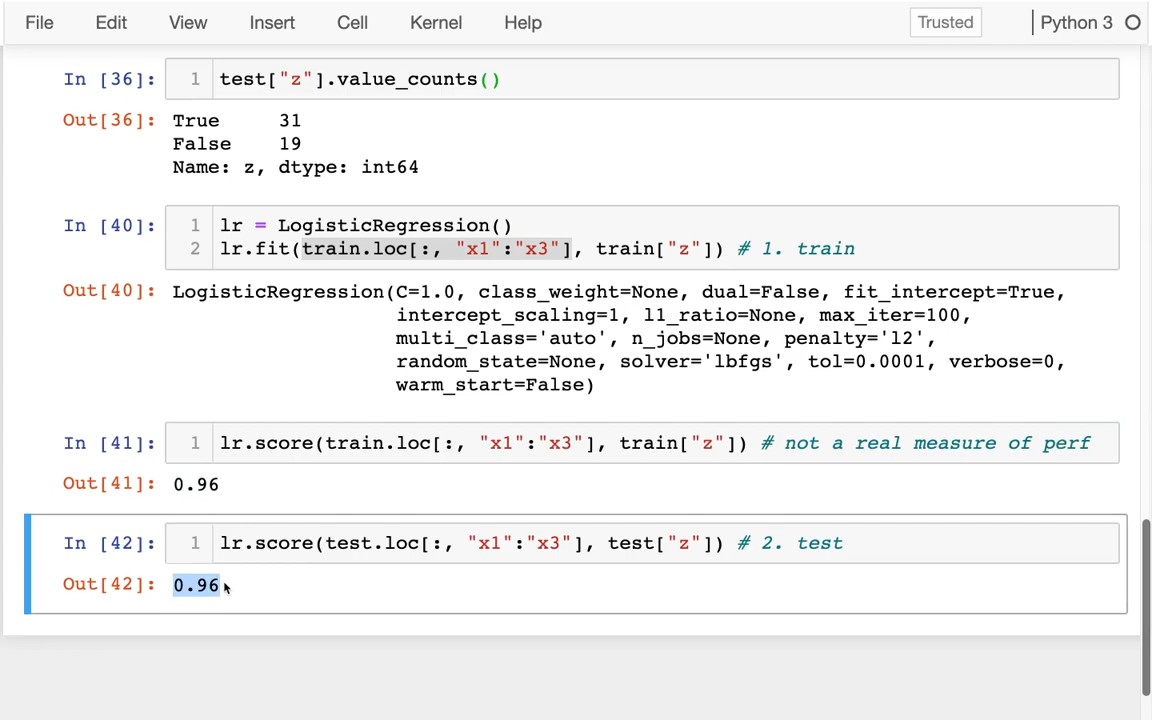 File Edit View Insert Cell Kernel Help Trusted Python 3
In [36]: 1 test["z"].value_counts()
Out[36]: True 31
False 19
Name: z, dtype: int64
In [40]: 1 lr = LogisticRegression()
2 lr.fit(train.loc[:, "x1":"x3"], train["z"]) # 1. train
Out[40]: LogisticRegression(C=1.0, class_weight=None, dual=False, fit_intercept=True,
intercept_scaling=1, l1_ratio=None, max_iter=100,
multi_class='auto', n_jobs=None, penalty='l2',
random_state=None, solver='lbfgs', tol=0.0001, verbose=0,
warm_start=False)
In [41]: 1 lr.score(train.loc[:, "x1":"x3"], train["z"]) # not a real measure of perf
Out[41]: 0.96
In [42]: 1 lr.score(test.loc[:, "x1":"x3"], test["z"]) # 2. test
Out[42]: 0.96